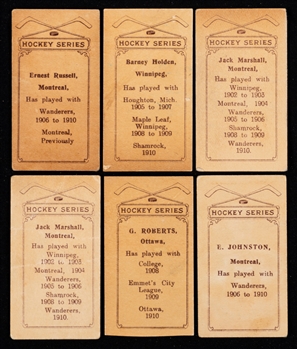 HOCKEY SERIES
Ernest Russell,
Montreal,
Has played with
Wanderers,
1906 to 1910
Montreal,
Previously
HOCKEY SERIES
Barney Holden,
Winnipeg,
Has played with
Houghton, Mich.
1905 to 1907
Maple Leaf,
Winnipeg,
1908 to 1909
Shamrock,
1910
HOCKEY SERIES
Jack Marshall,
Montreal,
Has played with
Winnipeg,
1902 to 1903
Montreal, 1904
Wanderers,
1905 to 1906
Shamrock,
1908 to 1909
Wanderers,
1910.
HOCKEY SERIES
Jack Marshall,
Montreal,
Has played with
Winnipeg,
1902 to 1903
Montreal, 1904
Wanderers,
1905 to 1906
Shamrock,
1908 to 1909
Wanderers,
1910.
HOCKEY SERIES
G. ROBERTS,
Ottawa,
Has played with
College,
1908
Emmet's City
League,
1909
Ottawa,
1910
HOCKEY SERIES
E. JOHNSTON,
Montreal,
Has played with
Wanderers,
1906 to 1910